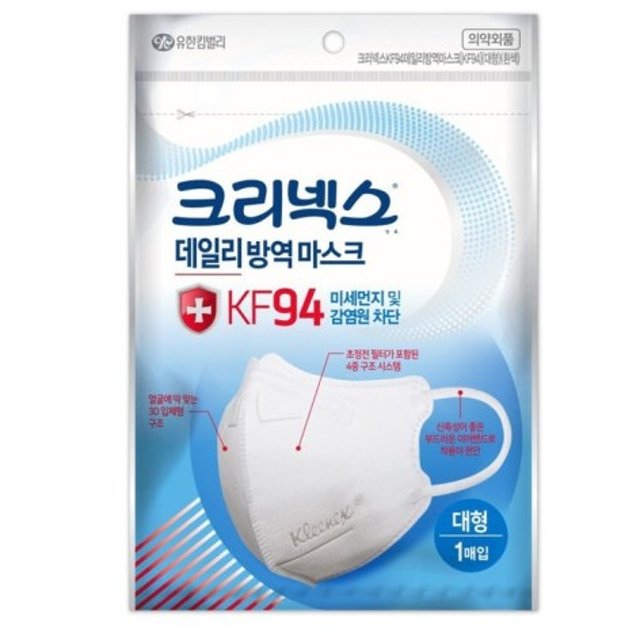 유한킴벌리
의약외품
크리넥스KF94데일리방역마스크(KF94)(대형)(흰색)
크리넥스®
데일리 방역 마스크
KF94 미세먼지 및
감염원 차단
초정전 필터가 포함된
4중 구조 시스템
얼굴에 딱 맞는
3D 입체형
구조
신축성이 좋은
부드러운 이어밴드로
착용이 편안
Kleenex
대형
1매입